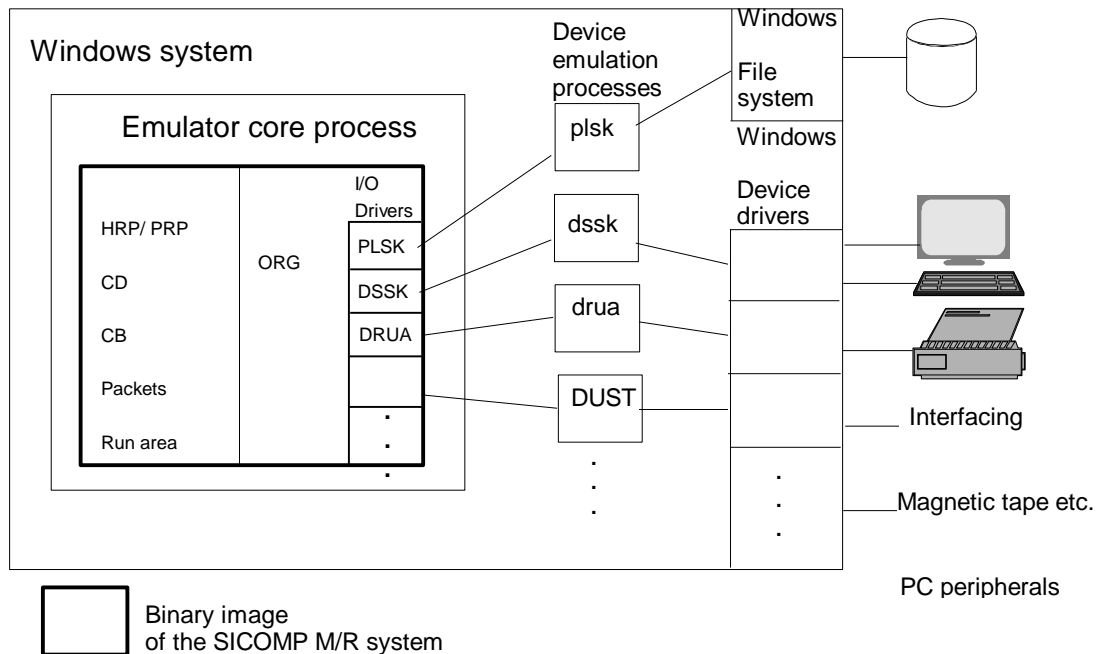 Windows system
Emulator core process
HRP/ PRP
CD
CB
Packets
Run area
ORG
I/O
Drivers
PLSK
DSSK
DRUA
.
.
.
Device
emulation
processes
plsk
dssk
drua
DUST
.
.
.
Windows
File
system
Windows
Device
drivers
.
.
.
Interfacing
Magnetic tape etc.
PC peripherals
Binary image
of the SICOMP M/R system